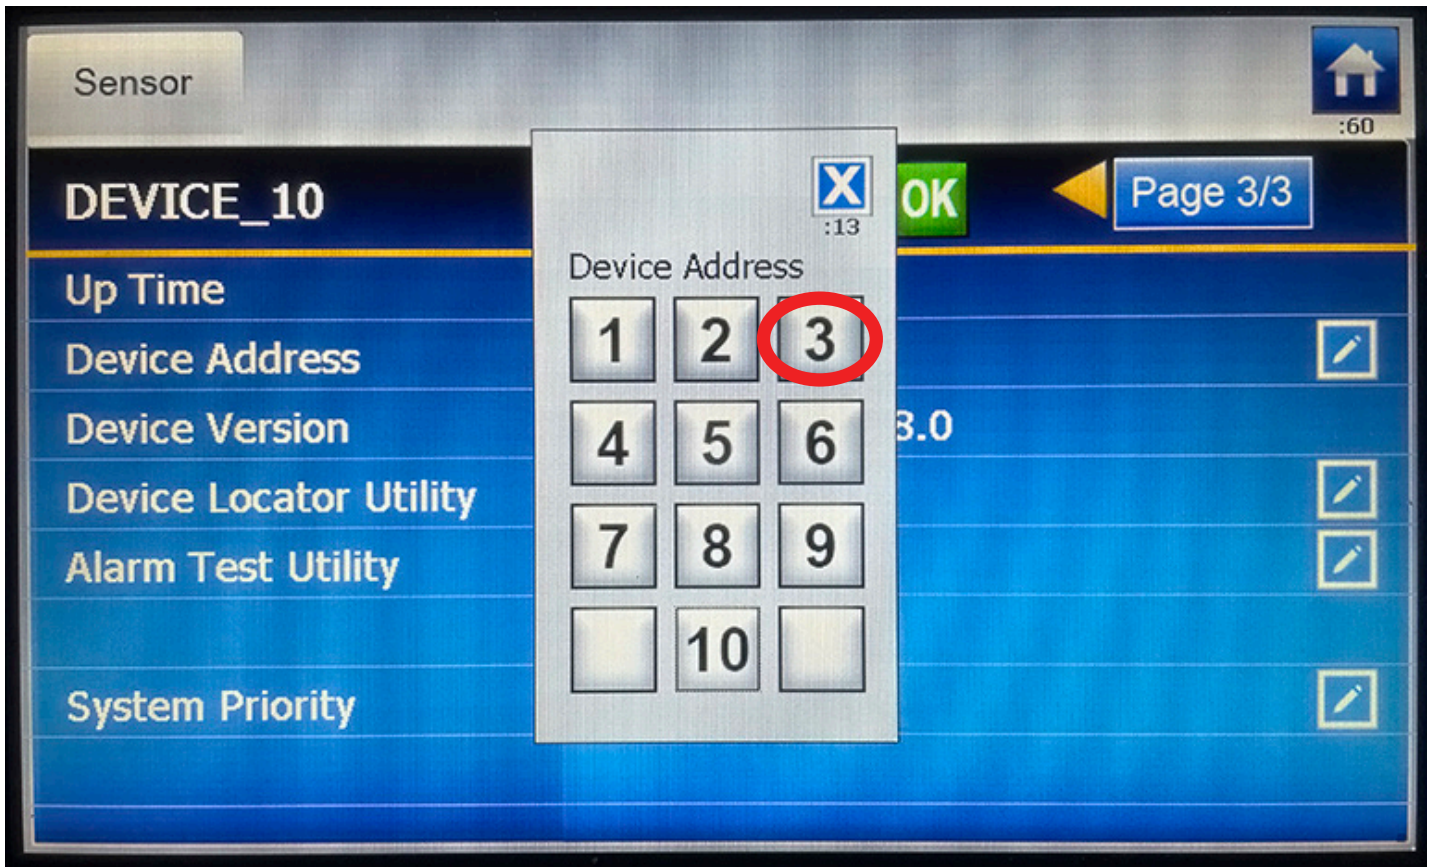 Sensor
:60
DEVICE_10
X
:13
OK
Page 3/3
Device Address
Up Time
1 2 3
Device Address
Device Version
4 5 6
3.0
Device Locator Utility
7 8 9
Alarm Test Utility
10
System Priority